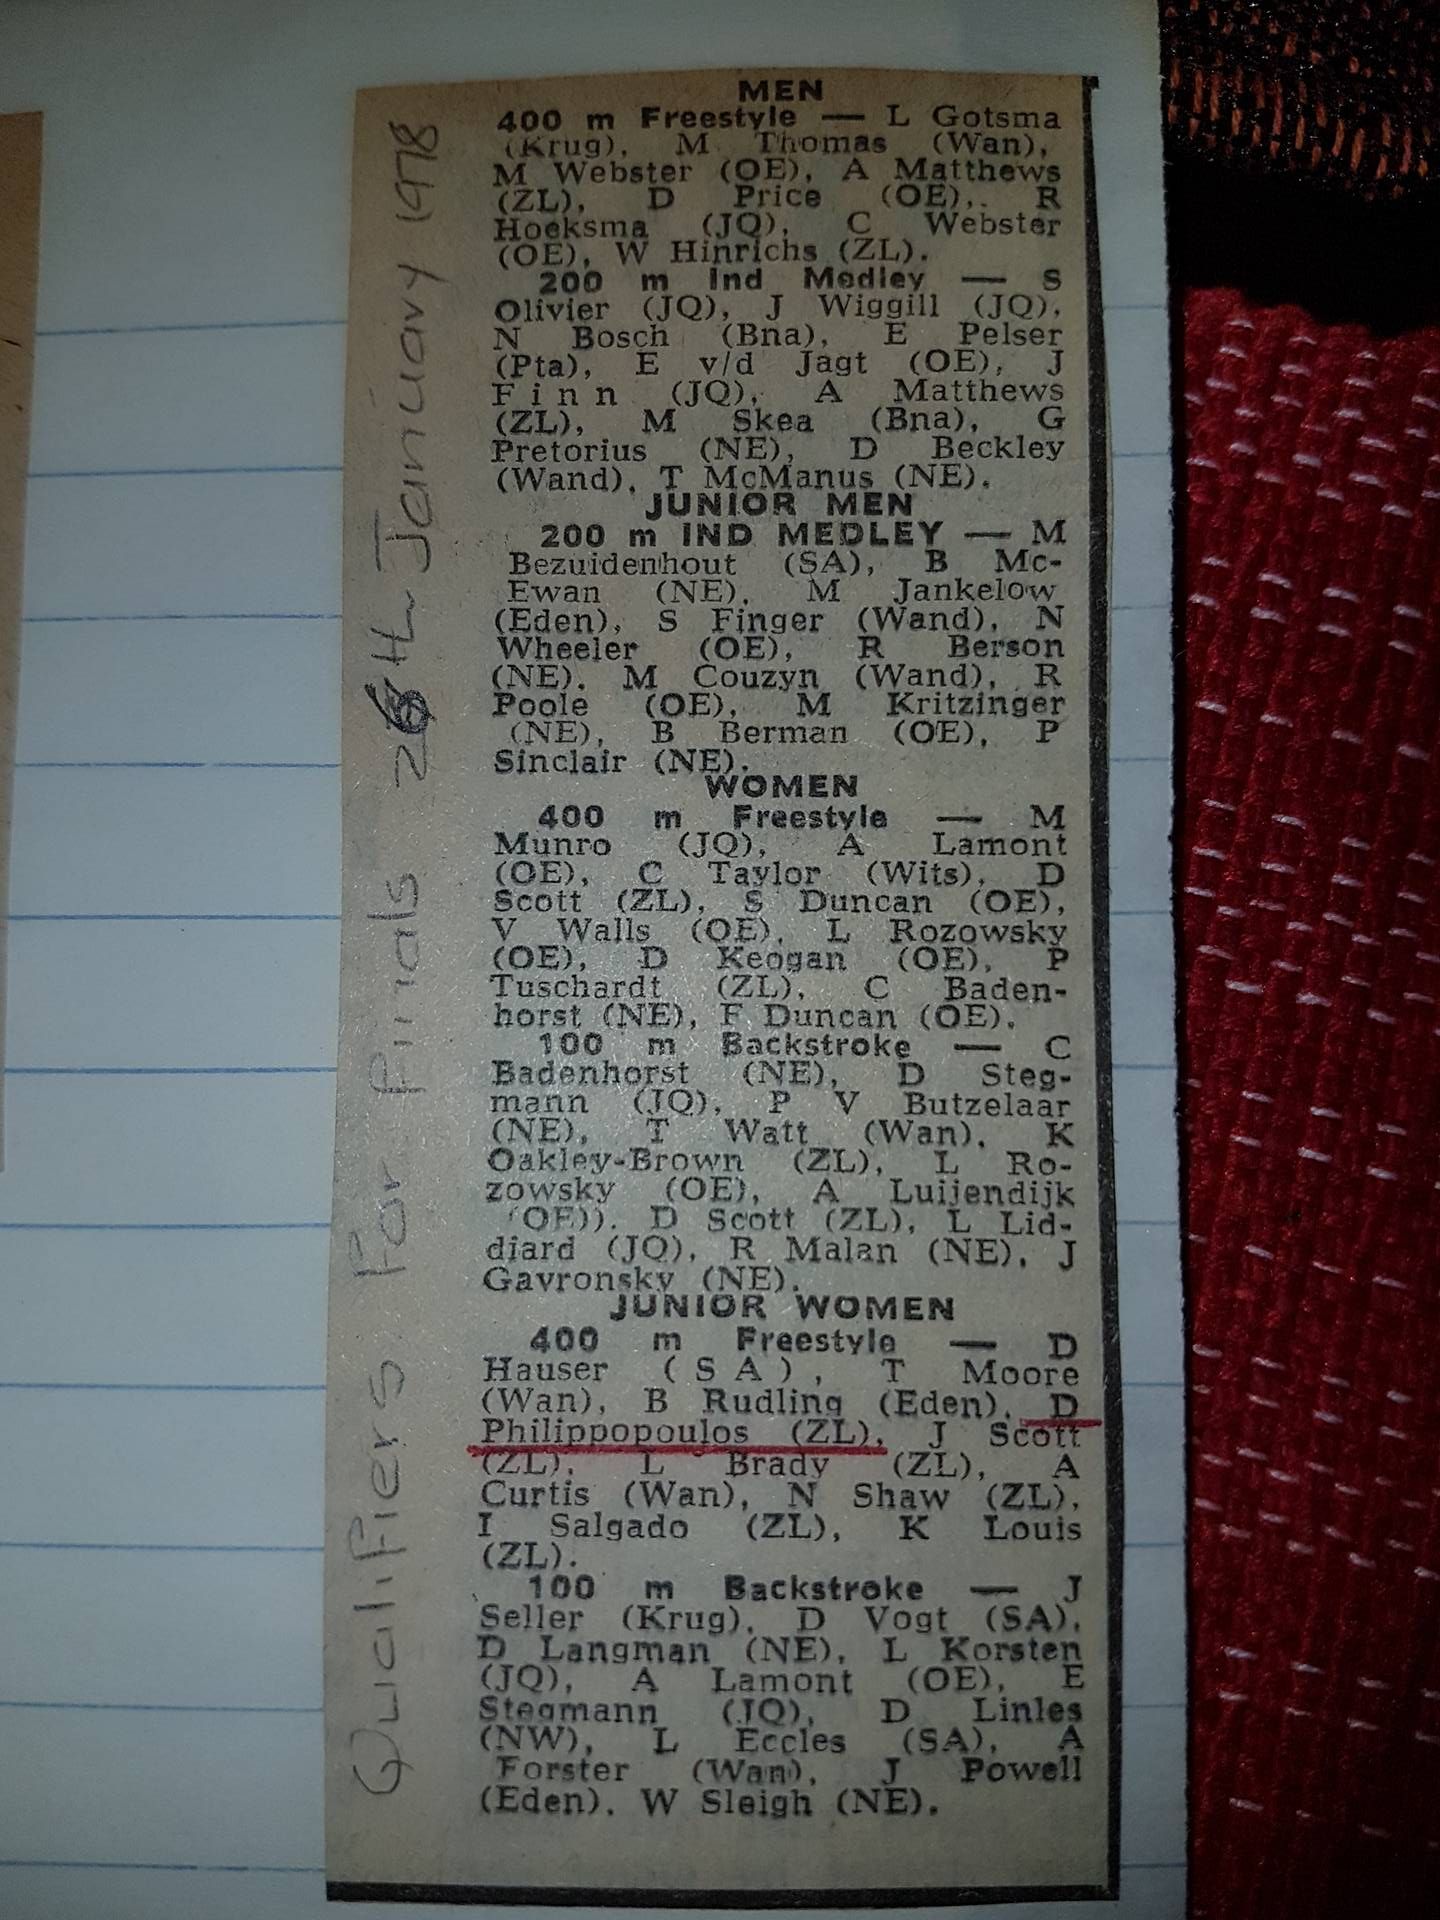 MEN
400 m Freestyle — L Gotsma
(Krug), M Thomas (Wan),
M Webster (OE), A Matthews
(ZL), D Price (OE),. R
Hoeksma (JQ), C Webster
(OE), W Hinrichs (ZL).
200 m Ind Medley — S
Olivier (JQ), J Wiggill (JQ),
N Bosch (Bna), E Pelser
(Pta), E v/d Jagt (OE), J
Finn (JQ), A Matthews
(ZL), M Skea (Bna), G
Pretorius (NE), D Beckley
(Wand), T McManus (NE).
JUNIOR MEN
200 m IND MEDLEY — M
Bezuidenhout (SA), B Mc-
Ewan (NE), M Jankelow
(Eden), S Finger (Wand), N
Wheeler (OE), R Berson
(NE), M Couzyn (Wand), R
Poole (OE), M Kritzinger
(NE), B Berman (OE), P
Sinclair (NE).
WOMEN
400 m Freestyle — M
Munro (JQ), A Lamont
(OE), C Taylor (Wits), D
Scott (ZL), S Duncan (OE),
V Walls (OE), L Rozowsky
(OE), D Keogan (OE), P
Tuschardt (ZL), C Baden-
horst (NE), F Duncan (OE).
100 m Backstroke — C
Badenhorst (NE), D Steg-
mann (JQ), P V Butzelaar
(NE), T Watt (Wan), K
Oakley-Brown (ZL), L Ro-
zowsky (OE), A Luijendijk
(OE)). D Scott (ZL), L Lid-
diard (JQ), R Malan (NE), J
Gavronsky (NE).
JUNIOR WOMEN
400 m Freestyle — D
Hauser (SA), T Moore
(Wan), B Rudling (Eden), D
Philippopoulos (ZL), J Scott
(ZL), L Brady (ZL), A
Curtis (Wan), N Shaw (ZL),
I Salgado (ZL), K Louis
(ZL).
100 m Backstroke — J
Seller (Krug), D Vogt (SA),
D Langman (NE), L Korsten
(JQ), A Lamont (OE), E
Stegmann (JQ), D Linles
(NW), L Eccles (SA), A
Forster (Wan), J Powell
(Eden), W Sleigh (NE).
Qualifiers For Finals 26th January 1978